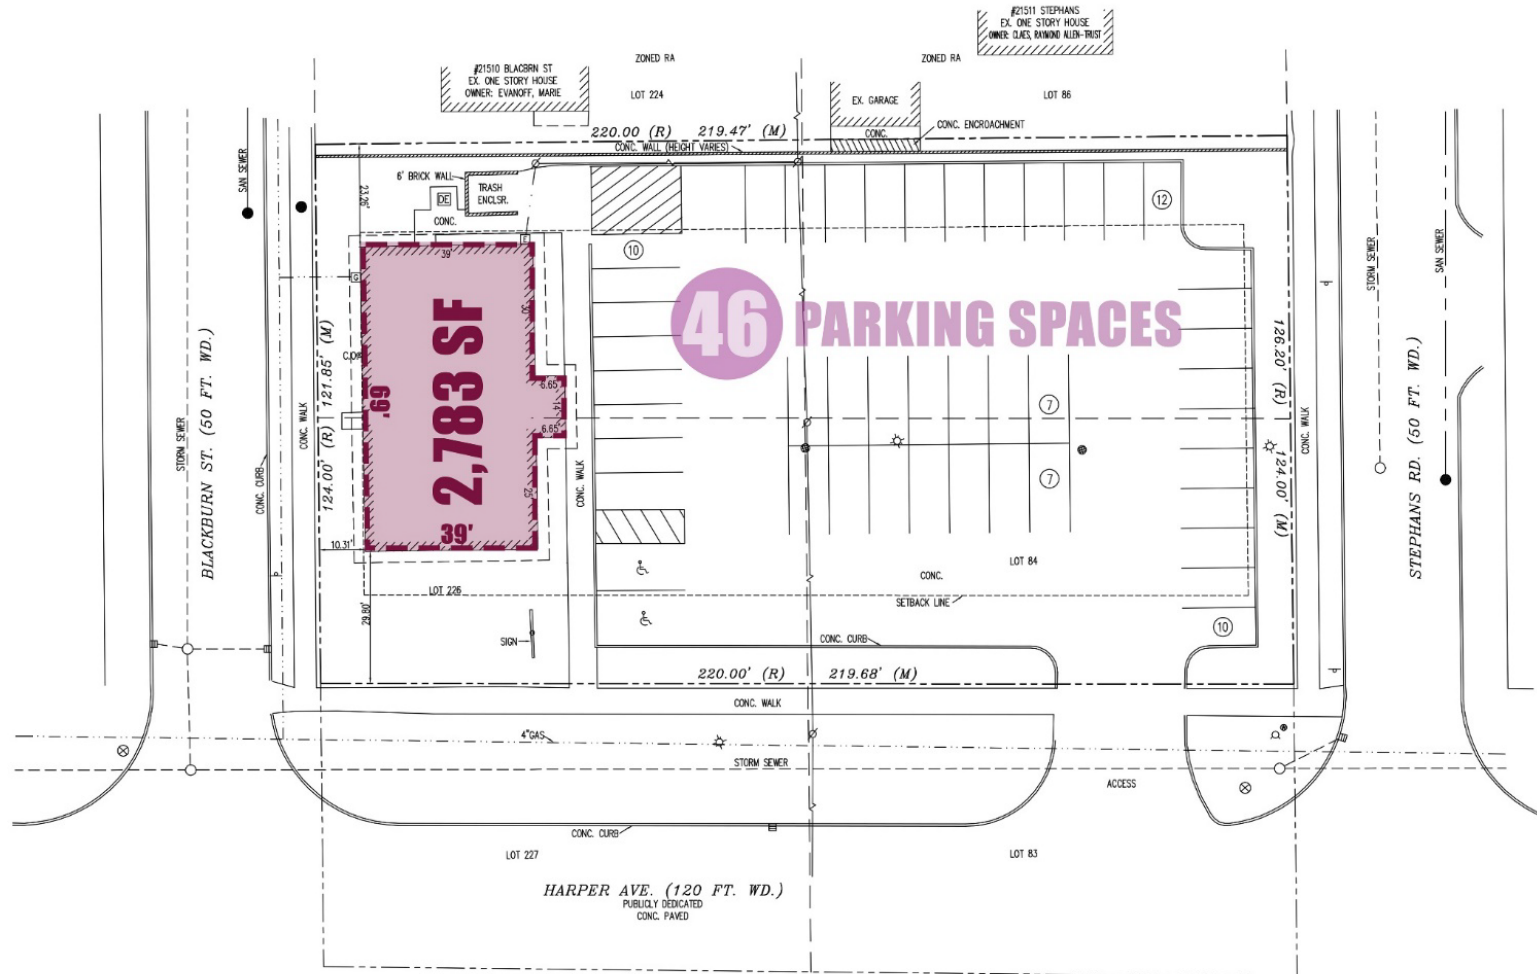 #21511 STEPHANS
EX. ONE STORY HOUSE
OWNER: CLAES, RAYMOND ALLEN-TRUST
ZONED RA
ZONED RA
#21510 BLACBRN ST
EX. ONE STORY HOUSE
OWNER: EVANOFF, MARIE
LOT 224
EX. GARAGE
LOT 86
CONC. ENCROACHMENT
220.00 (R) 219.47' (M)
CONC.
CONC. WALL (HEIGHT VARIES)
SAN SEWER
6' BRICK WALL
TRASH
ENCLSR.
23.26'
DE
CONC.
12
E
10
39'
G
STORM SEWER
SAN SEWER
46 PARKING SPACES
30'
2,783 SF
69'
C.O.
6.65'
14'
6.65'
25'
39'
124.00' (R) 121.85' (M)
126.20' (R)
124.00' (M)
BLACKBURN ST. (50 FT. WD.)
STEPHANS RD. (50 FT. WD.)
STORM SEWER
CONC. CURB
CONC. WALK
CONC. WALK
CONC. WALK
7
7
10.31'
LOT 84
CONC.
LOT 226
SETBACK LINE
29.80'
SIGN
CONC. CURB
10
220.00' (R) 219.68' (M)
CONC. WALK
4"GAS
STORM SEWER
ACCESS
CONC. CURB
LOT 227
LOT 83
HARPER AVE. (120 FT. WD.)
PUBLICLY DEDICATED
CONC. PAVED